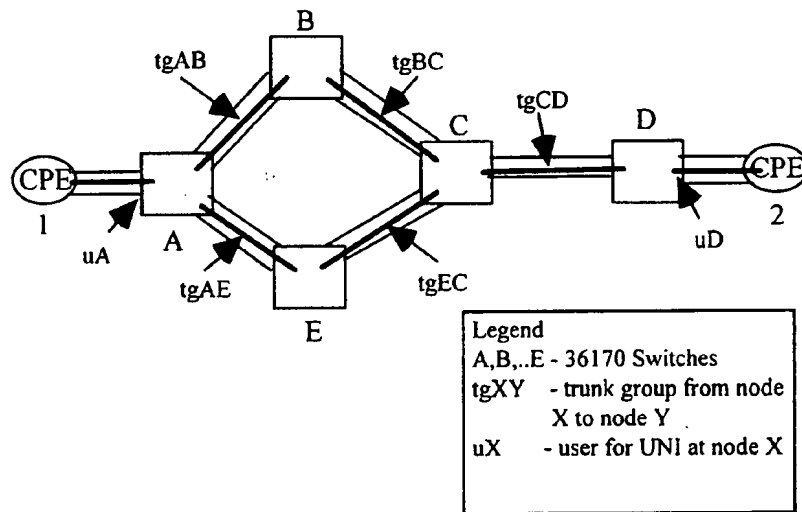 B
tgAB
tgBC
tgCD
C
D
CPE
CPE
1
2
uA
A
uD
tgAE
tgEC
E
Legend
A,B,..E - 36170 Switches
tgXY - trunk group from node
X to node Y
uX - user for UNI at node X